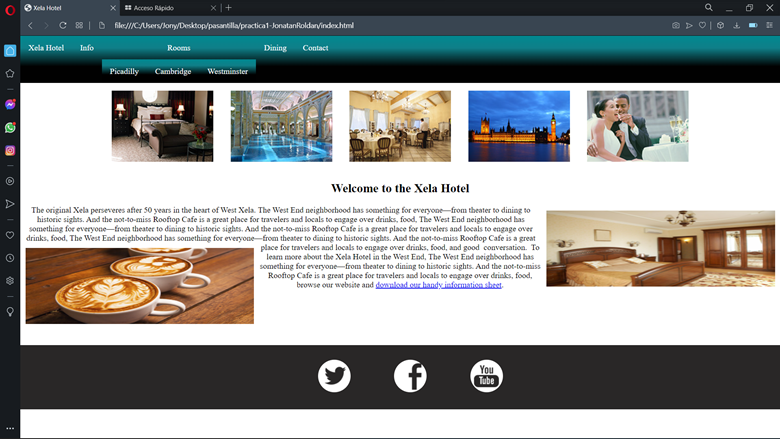 Xela Hotel
Acceso Rápido
file:///C:/Users/Jony/Desktop/pasantilla/practica1-JonatanRoldan/index.html
Xela Hotel Info Rooms Dining Contact
Picadilly Cambridge Westminster
Welcome to the Xela Hotel
The original Xela perseveres after 50 years in the heart of West Xela. The West End neighborhood has something for everyone—from theater to dining to
historic sights. And the not-to-miss Rooftop Cafe is a great place for travelers and locals to engage over drinks, food, The West End neighborhood has
something for everyone—from theater to dining to historic sights. And the not-to-miss Rooftop Cafe is a great place for travelers and locals to engage over
drinks, food, The West End neighborhood has something for everyone—from theater to dining to historic sights. And the not-to-miss Rooftop Cafe is a great
place for travelers and locals to engage over drinks, food, and good conversation. To
learn more about the Xela Hotel in the West End, The West End neighborhood has
something for everyone—from theater to dining to historic sights. And the not-to-miss
Rooftop Cafe is a great place for travelers and locals to engage over drinks, food,
browse our website and download our handy information sheet.
You
Tube